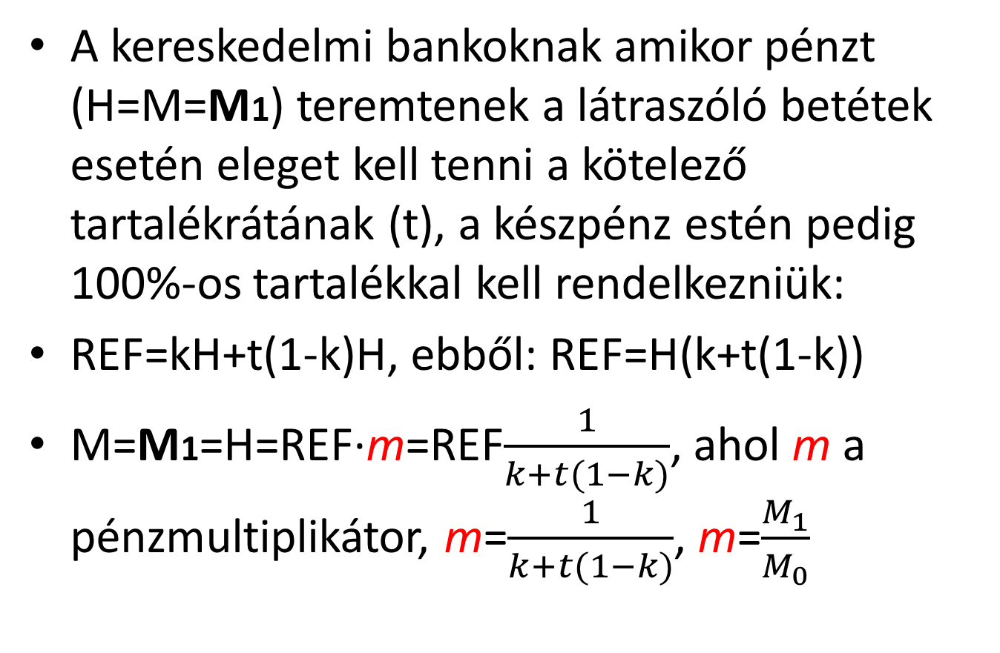 • A kereskedelmi bankoknak amikor pénzt
(H=M=M1) teremtenek a látraszóló betétek
esetén eleget kell tenni a kötelező
tartalékrátának (t), a készpénz estén pedig
100%-os tartalékkal kell rendelkezniük:
• REF=kH+t(1-k)H, ebből: REF=H(k+t(1-k))
• M=M1=H=REF·m=REF\frac{1}{k+t(1−k)}, ahol m a
pénzmultiplikátor, m=\frac{1}{k+t(1−k)}, m=\frac{M_1}{M_0}